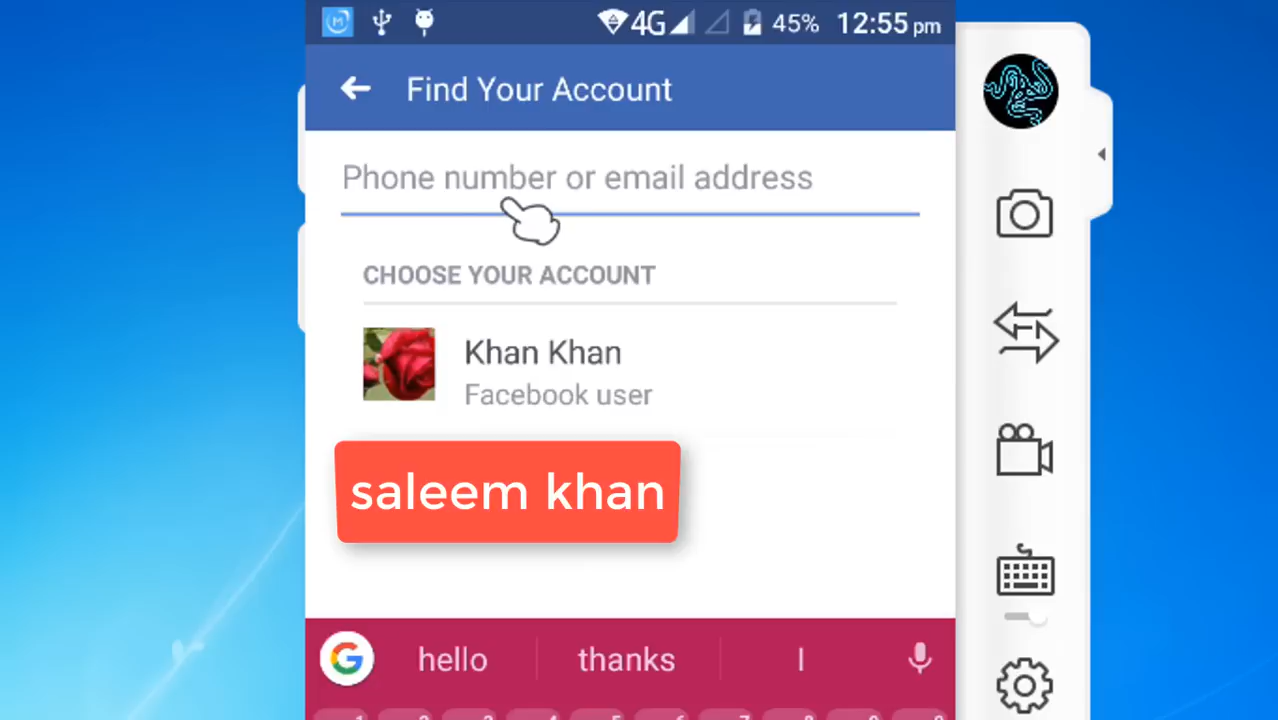 4G 45% 12:55 pm
Find Your Account
Phone number or email address
CHOOSE YOUR ACCOUNT
Khan Khan
Facebook user
saleem khan
G hello thanks I